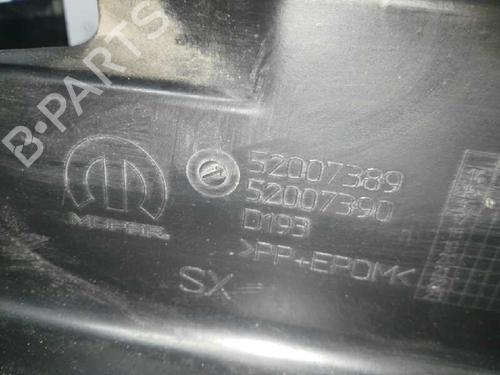 B-PARTS
52007389
52007390
D193
MOPAR
>PP+EPDM<
SX